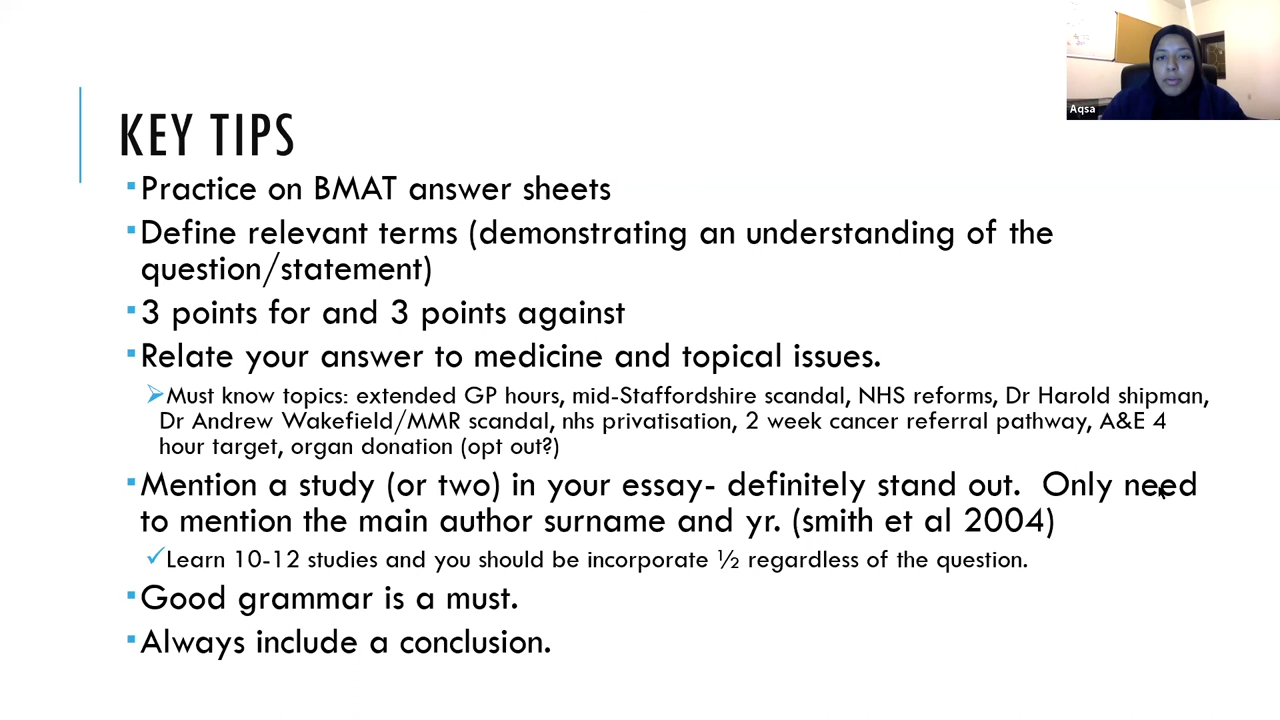 Aqsa
KEY TIPS
▪Practice on BMAT answer sheets
▪Define relevant terms (demonstrating an understanding of the
question/statement)
▪3 points for and 3 points against
▪Relate your answer to medicine and topical issues.
➢Must know topics: extended GP hours, mid-Staffordshire scandal, NHS reforms, Dr Harold shipman,
Dr Andrew Wakefield/MMR scandal, nhs privatisation, 2 week cancer referral pathway, A&E 4
hour target, organ donation (opt out?)
▪Mention a study (or two) in your essay- definitely stand out. Only need
to mention the main author surname and yr. (smith et al 2004)
✓Learn 10-12 studies and you should be incorporate ½ regardless of the question.
▪Good grammar is a must.
▪Always include a conclusion.